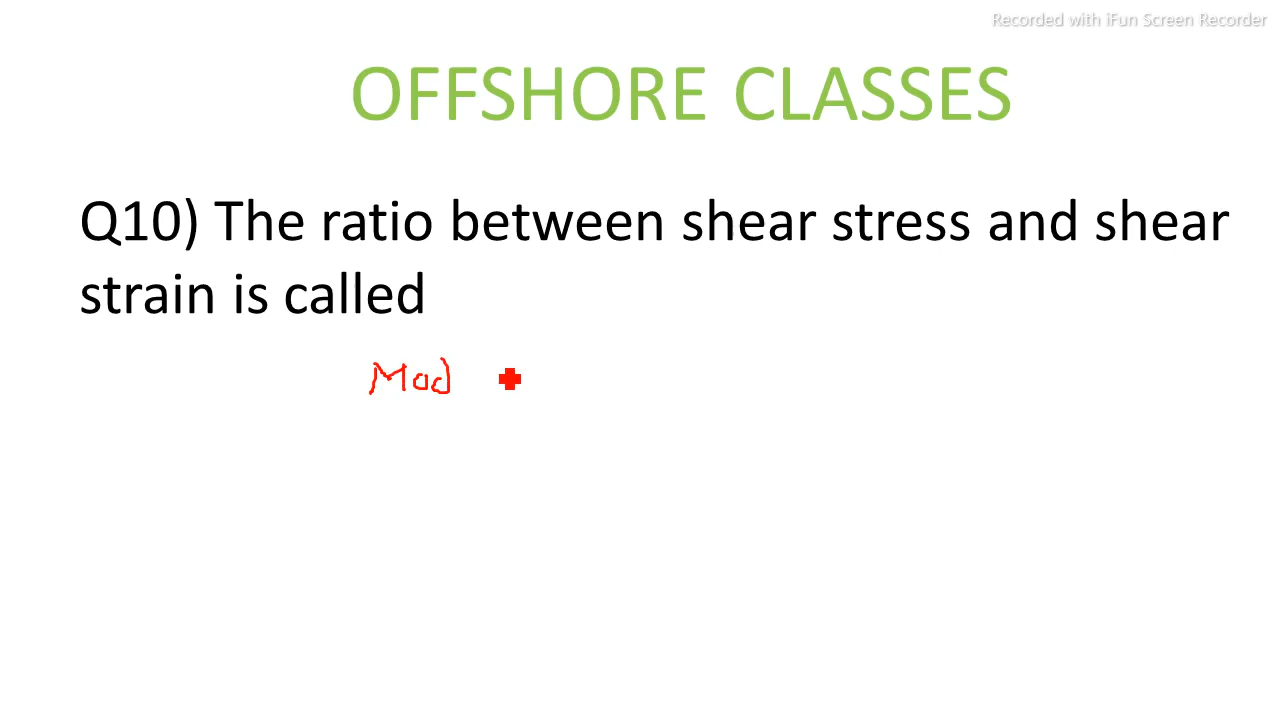 Recorded with iFun Screen Recorder
OFFSHORE CLASSES
Q10) The ratio between shear stress and shear
strain is called
Mod